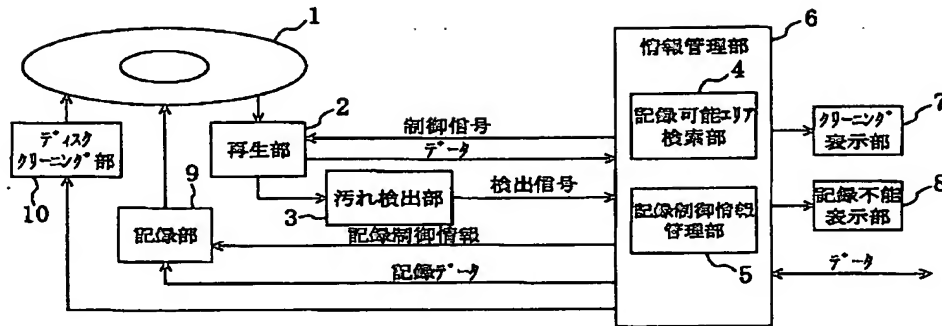 1
6
情報管理部
4
記録可能エリア
検索部
7
クリーニング
表示部
2
再生部
制御信号
データ
ディスク
クリーニング部
10
9
記録部
3
汚れ検出部
検出信号
記録制御情報
記録データ
記録制御情報
管理部
5
8
記録不能
表示部
データ